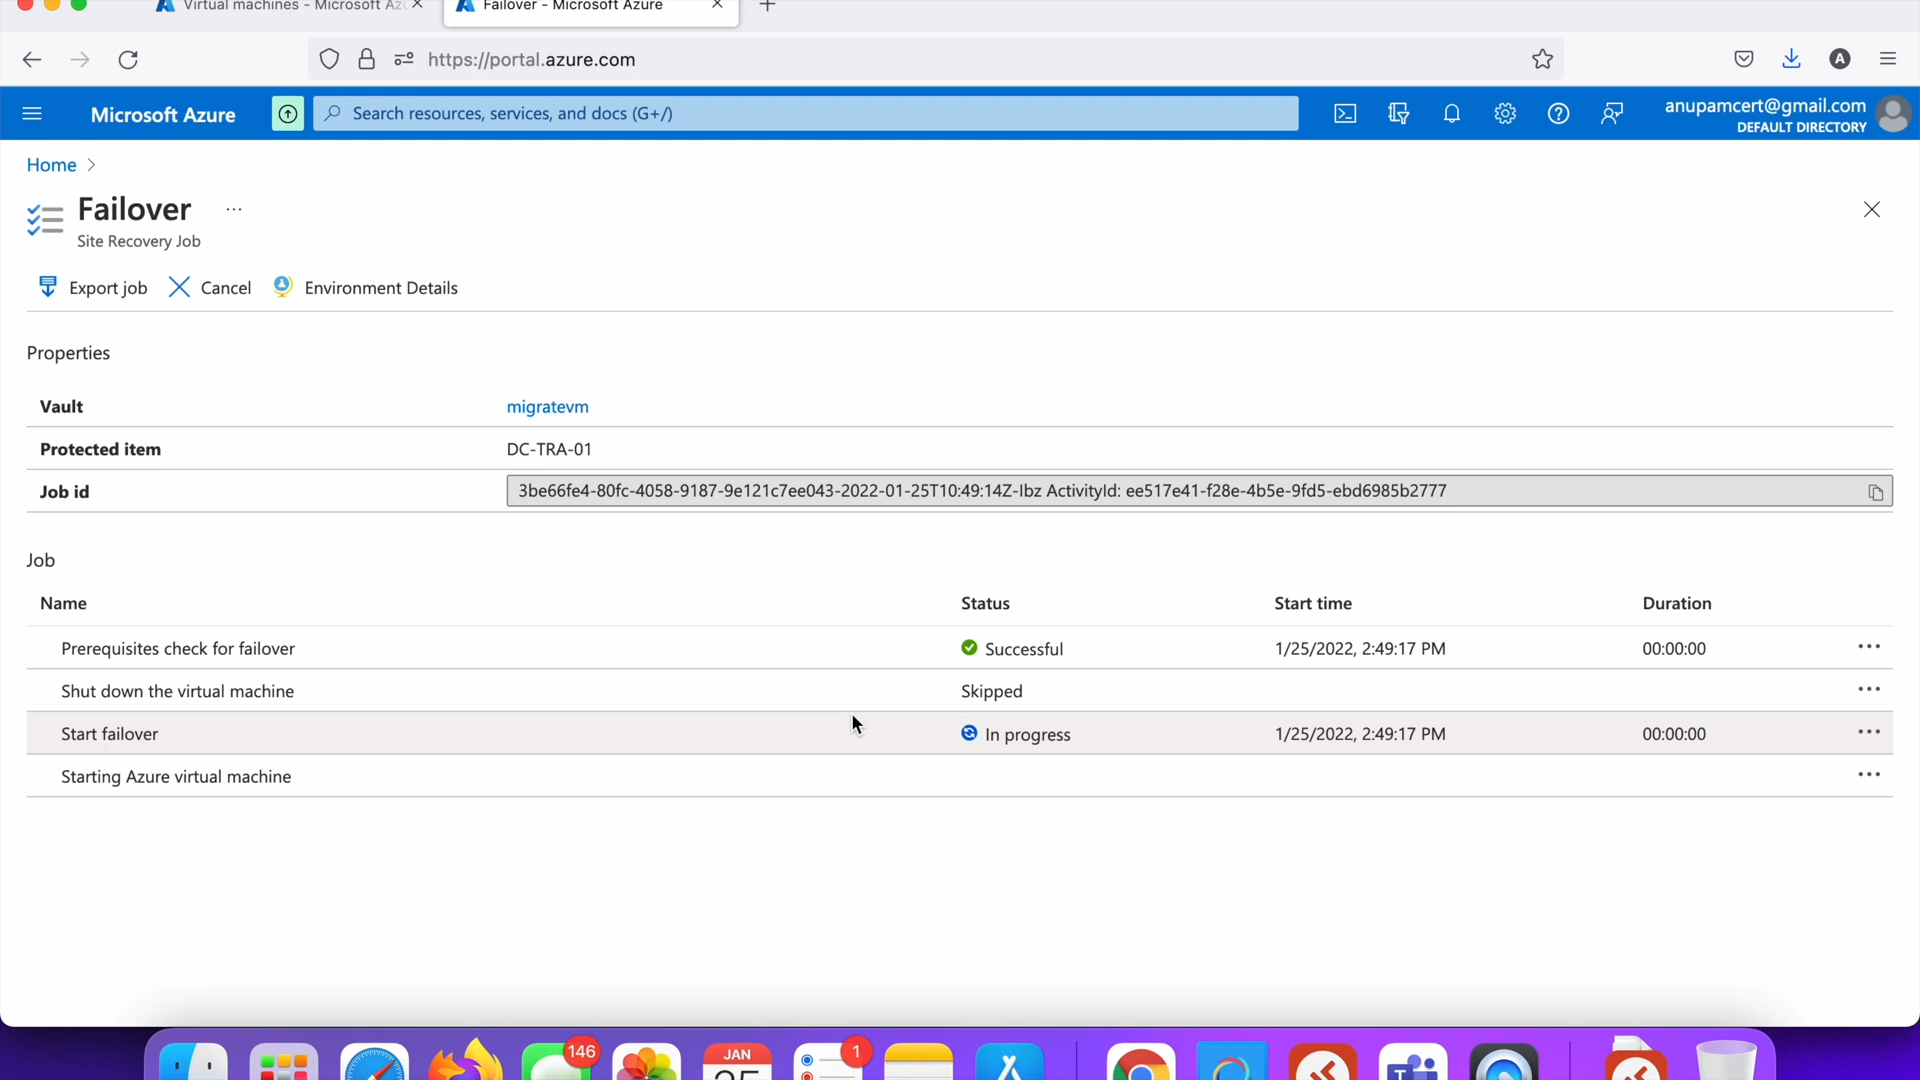 Virtual machines - Microsoft Az
Failover - Microsoft Azure
https://portal.azure.com
A
Microsoft Azure
Search resources, services, and docs (G+/)
anupamcert@gmail.com
DEFAULT DIRECTORY
Home
Failover
...
Site Recovery Job
Export job
Cancel
Environment Details
Properties
Vault migratevm
Protected item DC-TRA-01
Job id 3be66fe4-80fc-4058-9187-9e121c7ee043-2022-01-25T10:49:14Z-Ibz ActivityId: ee517e41-f28e-4b5e-9fd5-ebd6985b2777
Job
Name Status Start time Duration
Prerequisites check for failover Successful 1/25/2022, 2:49:17 PM 00:00:00
Shut down the virtual machine Skipped
Start failover In progress 1/25/2022, 2:49:17 PM 00:00:00
Starting Azure virtual machine
146
JAN
1